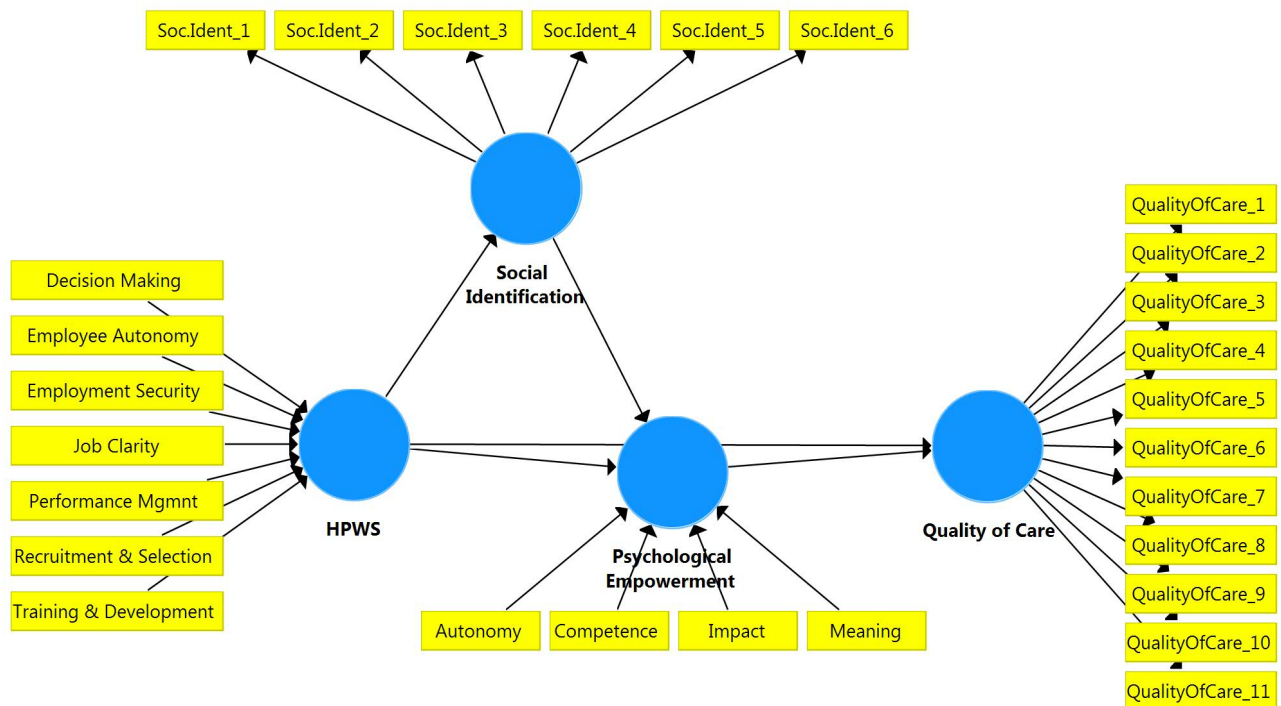 Soc.Ident_1
Soc.Ident_2
Soc.Ident_3
Soc.Ident_4
Soc.Ident_5
Soc.Ident_6
Social
Identification
Decision Making
Employee Autonomy
Employment Security
Job Clarity
Performance Mgmnt
Recruitment & Selection
Training & Development
HPWS
Psychological
Empowerment
Autonomy
Competence
Impact
Meaning
Quality of Care
QualityOfCare_1
QualityOfCare_2
QualityOfCare_3
QualityOfCare_4
QualityOfCare_5
QualityOfCare_6
QualityOfCare_7
QualityOfCare_8
QualityOfCare_9
QualityOfCare_10
QualityOfCare_11